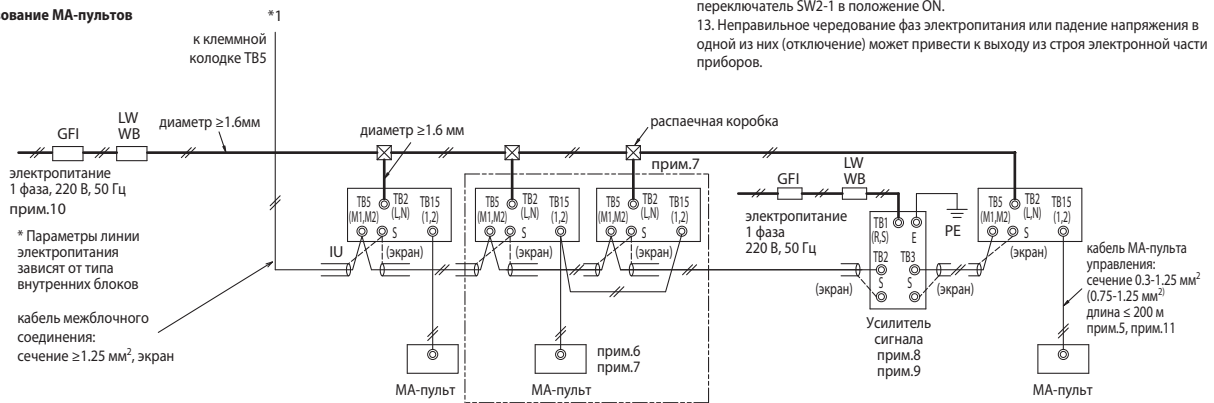 переключатель SW2-1 в положение ON.
13. Неправильное чередование фаз электропитания или падение напряжения в
одной из них (отключение) может привести к выходу из строя электронной части
приборов.
зование МА-пультов
*1
к клеммной
колодке TB5
GFI
LW
WB
диаметр ≥1.6мм
диаметр ≥1.6 мм
распаечная коробка
прим.7
электропитание
1 фаза, 220 В, 50 Гц
прим.10
* Параметры линии
электропитания
зависят от типа
внутренних блоков
кабель межблочного
соединения:
сечение ≥1.25 мм², экран
IU
TB5
(M1,M2)
TB2
(L,N)
TB15
(1,2)
S
(экран)
TB5
(M1,M2)
TB2
(L,N)
TB15
(1,2)
S
(экран)
TB5
(M1,M2)
TB2
(L,N)
TB15
(1,2)
S
(экран)
GFI
LW
WB
электропитание
1 фаза
220 В, 50 Гц
TB1
(R,S)
E
PE
TB2
S
TB3
S
(экран)
(экран)
Усилитель
сигнала
прим.8
прим.9
TB5
(M1,M2)
TB2
(L,N)
TB15
(1,2)
S
(экран)
кабель МА-пульта
управления:
сечение 0.3-1.25 мм²
(0.75-1.25 мм²)
длина ≤ 200 м
прим.5, прим.11
МА-пульт
прим.6
прим.7
МА-пульт
МА-пульт